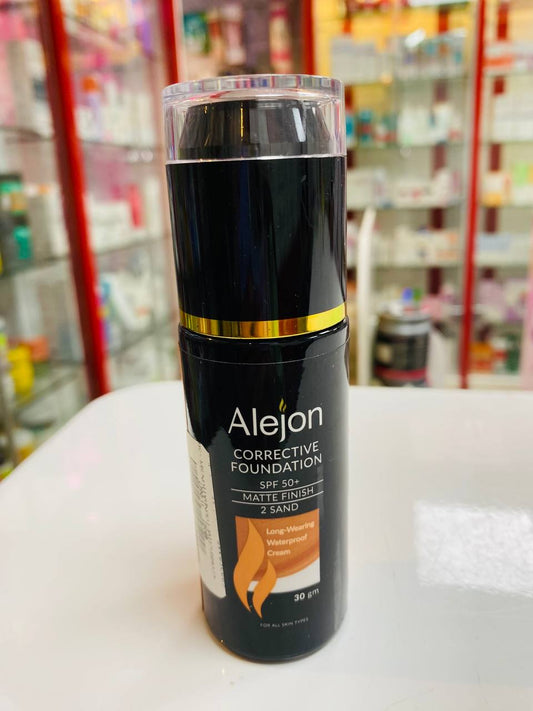 Alejon
CORRECTIVE
FOUNDATION
SPF 50+
MATTE FINISH
2 SAND
Long-Wearing
Waterproof
Cream
30 gm
FOR ALL SKIN TYPES